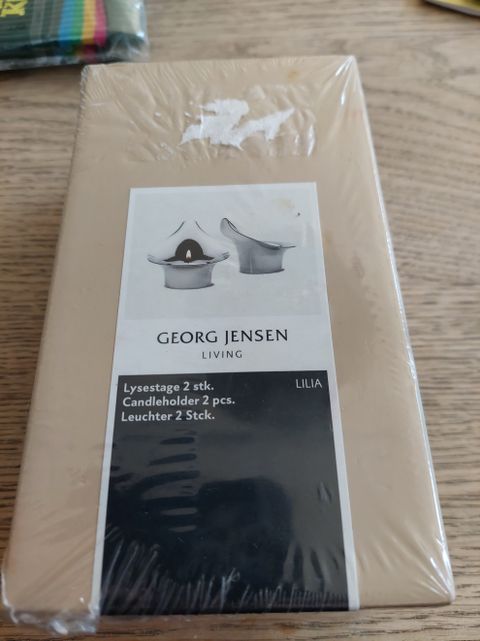 GEORG JENSEN
LIVING
LILIA
Lysestage 2 stk.
Candleholder 2 pcs.
Leuchter 2 Stck.